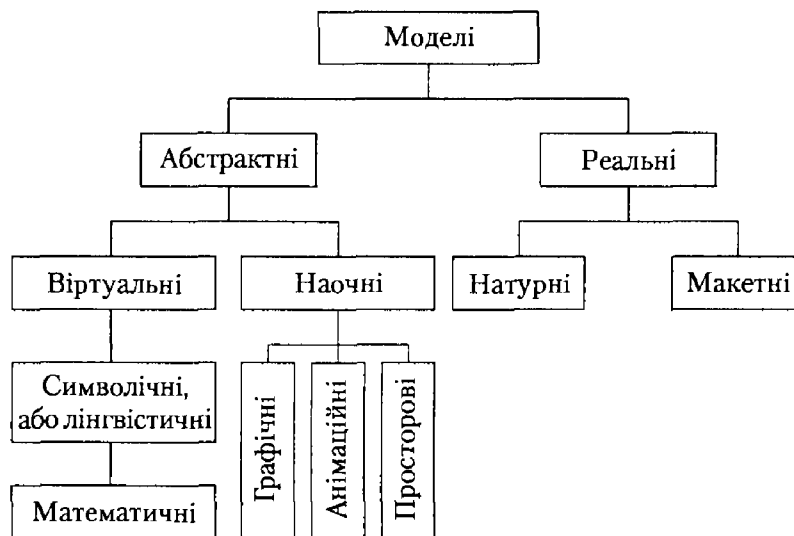 Моделі
Абстрактні
Реальні
Віртуальні
Наочні
Натурні
Макетні
Символічні,
або лінгвістичні
Графічні
Анімаційні
Просторові
Математичні